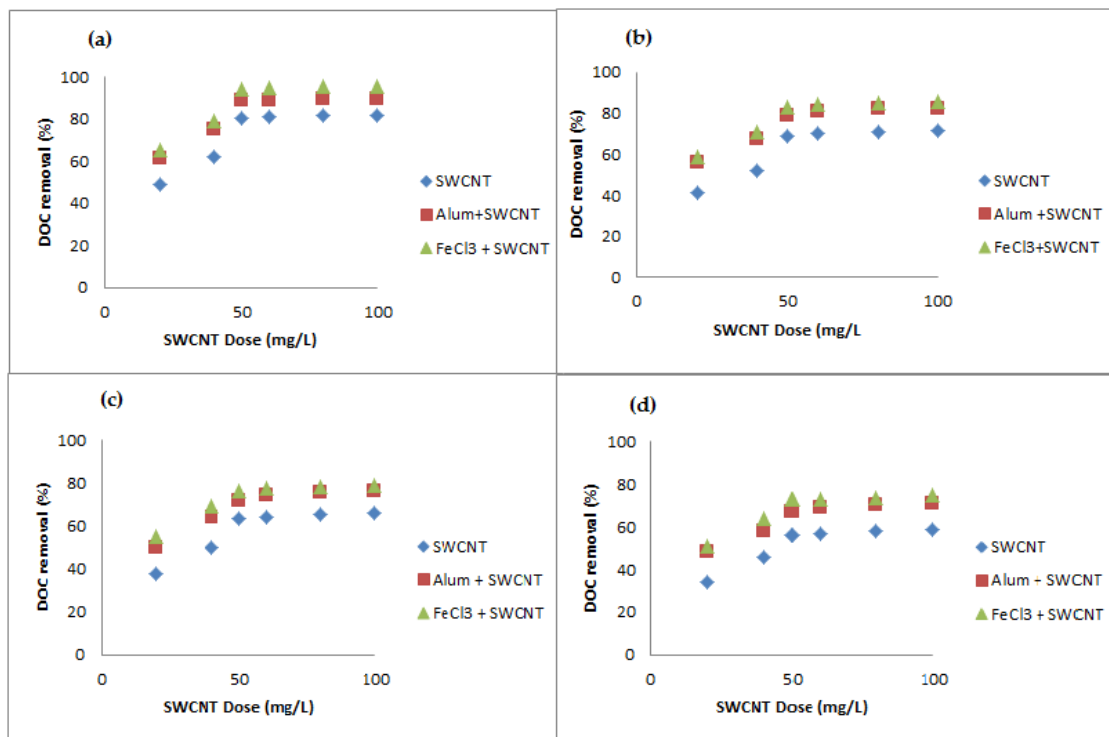 (a)
DOC removal (%)
100
80
60
40
20
0
0
50
100
SWCNT Dose (mg/L)
SWCNT
Alum+SWCNT
FeCl3 + SWCNT
(b)
DOC removal (%)
100
80
60
40
20
0
0
50
100
SWCNT Dose (mg/L
SWCNT
Alum +SWCNT
FeCl3+SWCNT
(c)
DOC removal (%)
100
80
60
40
20
0
0
50
100
SWCNT Dose (mg/L)
SWCNT
Alum + SWCNT
FeCl3 + SWCNT
(d)
DOC removal (%)
100
80
60
40
20
0
0
50
100
SWCNT Dose (mg/L)
SWCNT
Alum + SWCNT
FeCl3 + SWCNT